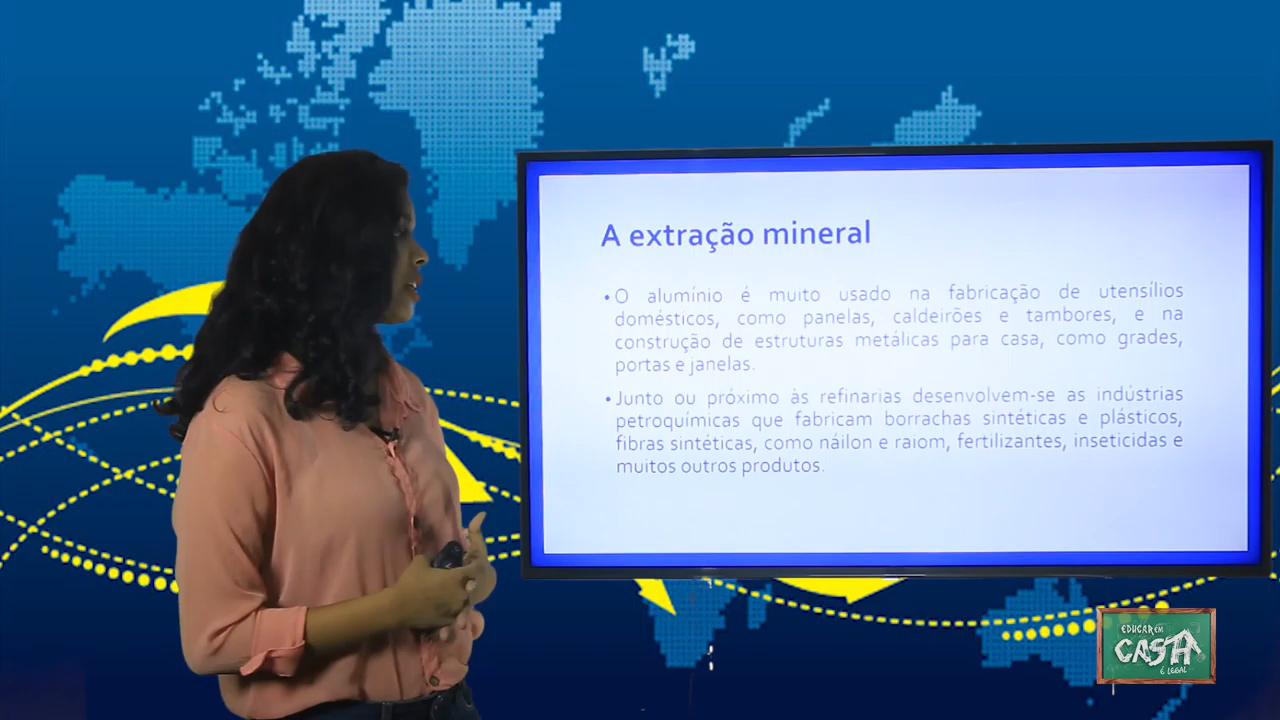 A extração mineral
• O alumínio é muito usado na fabricação de utensílios
domésticos, como panelas, caldeirões e tambores, e na
construção de estruturas metálicas para casa, como grades,
portas e janelas.
• Junto ou próximo às refinarias desenvolvem-se as indústrias
petroquímicas que fabricam borrachas sintéticas e plásticos,
fibras sintéticas, como náilon e raiom, fertilizantes, inseticidas e
muitos outros produtos.
EDUCAR EM
CASA
É LEGAL